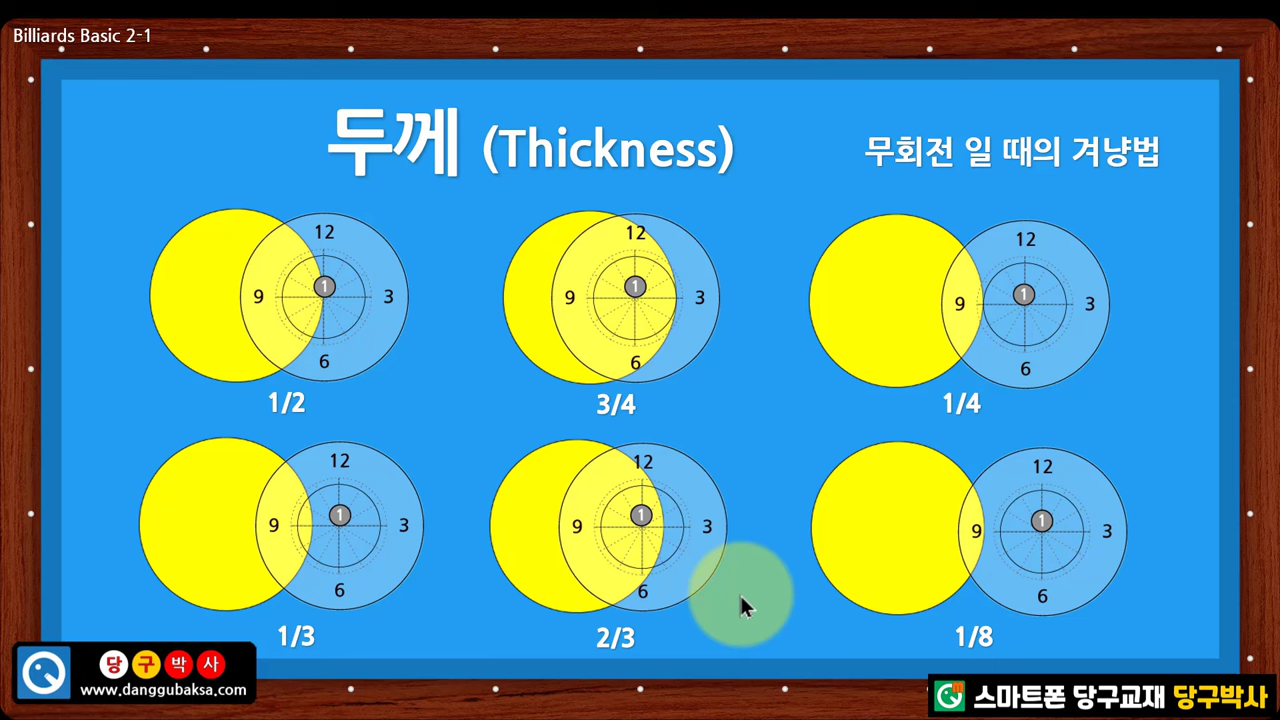 Billiards Basic 2-1
두께 (Thickness)
무회전 일 때의 겨냥법
12
9 1 3
6
1/2
12
9 1 3
6
3/4
12
9 1 3
6
1/4
12
9 1 3
6
1/3
12
9 1 3
6
2/3
12
9 1 3
6
1/8
당구박사
www.danggubaksa.com
스마트폰 당구교재 당구박사